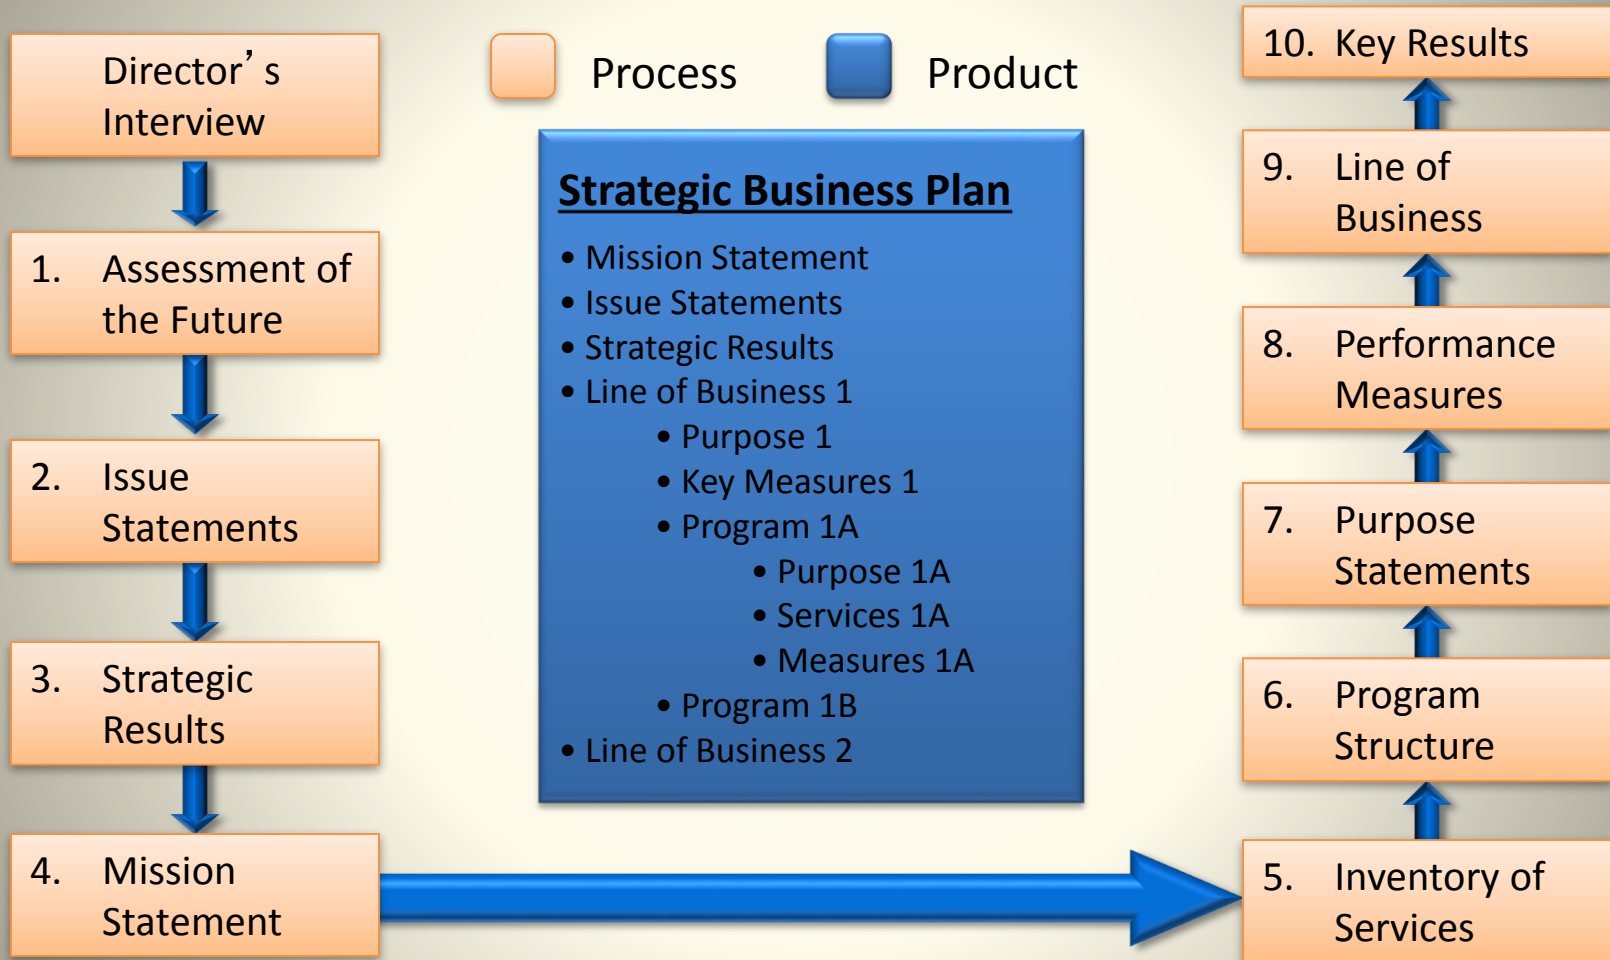 Director's
Interview
1. Assessment of
the Future
2. Issue
Statements
3. Strategic
Results
4. Mission
Statement
Process
Product
Strategic Business Plan
• Mission Statement
• Issue Statements
• Strategic Results
• Line of Business 1
• Purpose 1
• Key Measures 1
• Program 1A
• Purpose 1A
• Services 1A
• Measures 1A
• Program 1B
• Line of Business 2
10. Key Results
9. Line of
Business
8. Performance
Measures
7. Purpose
Statements
6. Program
Structure
5. Inventory of
Services